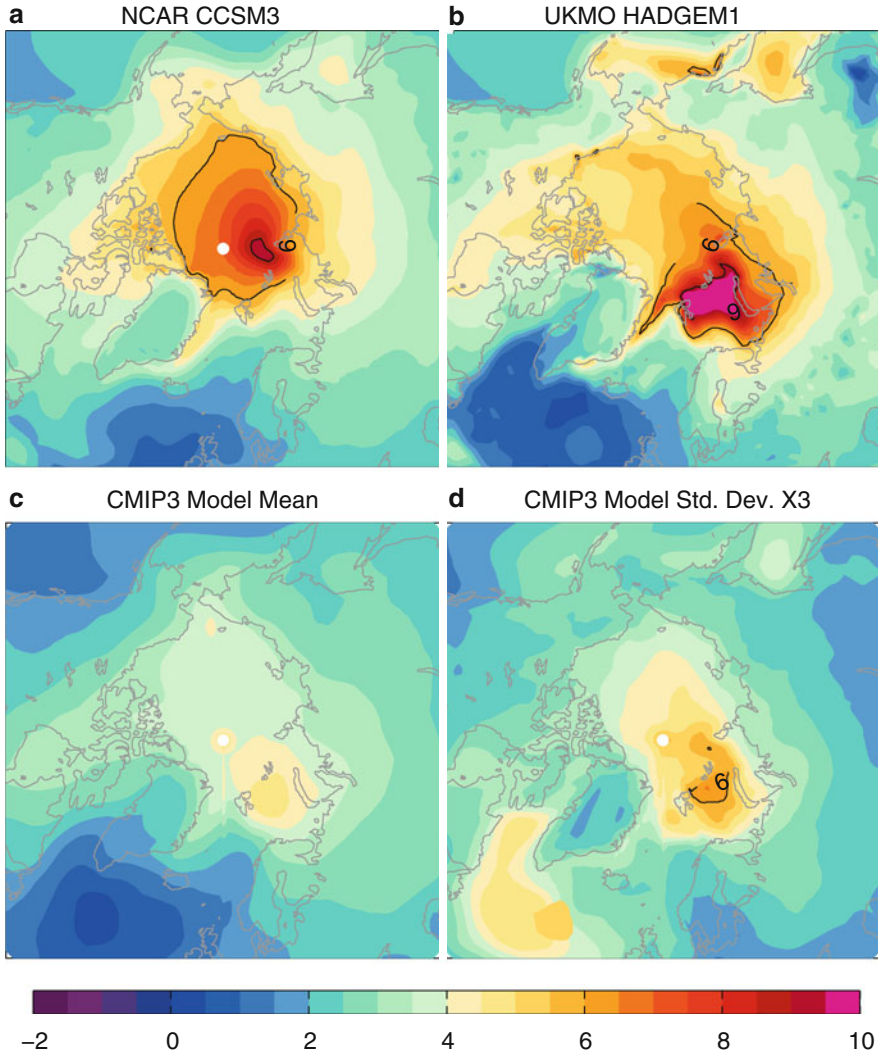 a NCAR CCSM3
b UKMO HADGEM1
6
6
9
c CMIP3 Model Mean
d CMIP3 Model Std. Dev. X3
6
−2 0 2 4 6 8 10